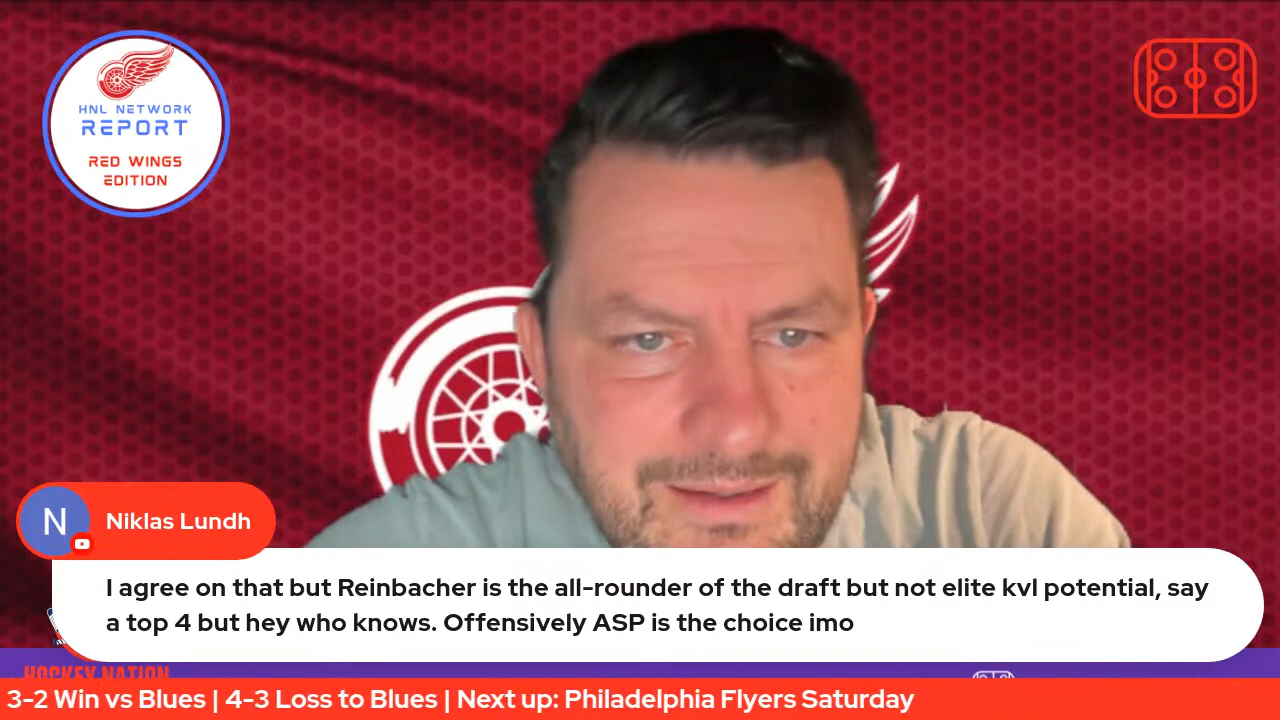 HNL NETWORK
REPORT
RED WINGS
EDITION
N
Niklas Lundh
I agree on that but Reinbacher is the all-rounder of the draft but not elite kvl potential, say
a top 4 but hey who knows. Offensively ASP is the choice imo
HOCKEY NATION
3-2 Win vs Blues | 4-3 Loss to Blues | Next up: Philadelphia Flyers Saturday